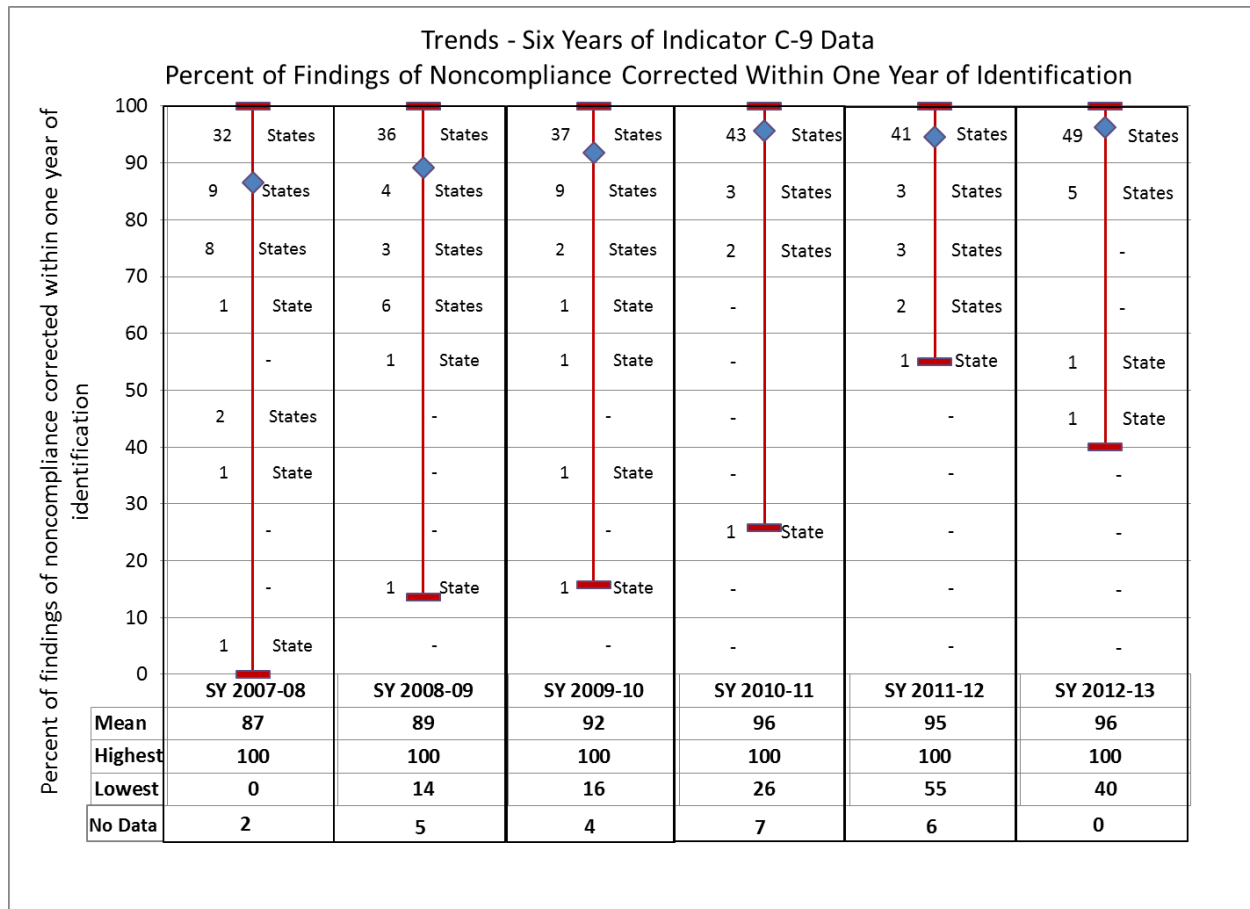 Trends - Six Years of Indicator C-9 Data
Percent of Findings of Noncompliance Corrected Within One Year of Identification
Percent of findings of noncompliance corrected within one year of
identification
100
32 States 36 States 37 States 43 States 41 States 49 States
90
9 States 4 States 9 States 3 States 3 States 5 States
80
8 States 3 States 2 States 2 States 3 States -
70
1 State 6 States 1 State - 2 States -
60
- 1 State 1 State - 1 State 1 State
50
2 States - - - - 1 State
40
1 State - 1 State - - -
30
- - - 1 State - -
20
- 1 State 1 State - - -
10
1 State - - - - -
0
SY 2007-08 SY 2008-09 SY 2009-10 SY 2010-11 SY 2011-12 SY 2012-13
Mean 87 89 92 96 95 96
Highest 100 100 100 100 100 100
Lowest 0 14 16 26 55 40
No Data 2 5 4 7 6 0